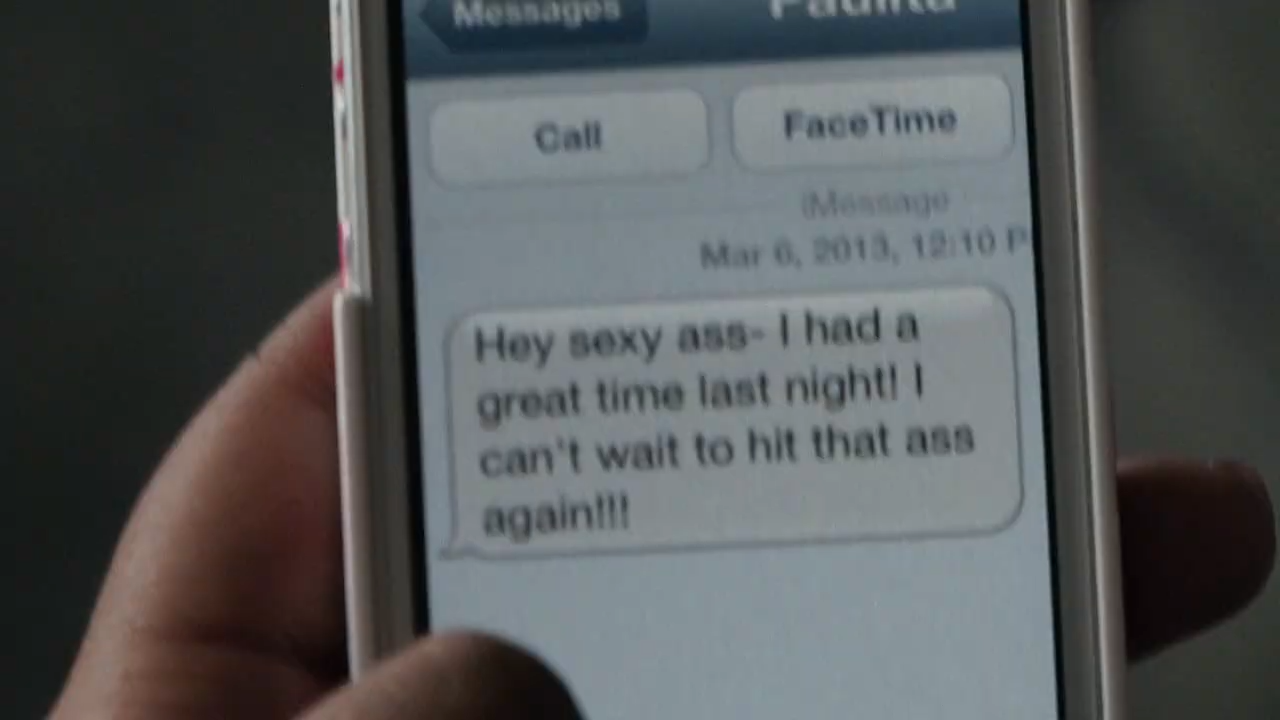 Messages
Call
FaceTime
iMessage
Mar 6, 2013, 12:10 P
Hey sexy ass- I had a
great time last night! I
can't wait to hit that ass
again!!!